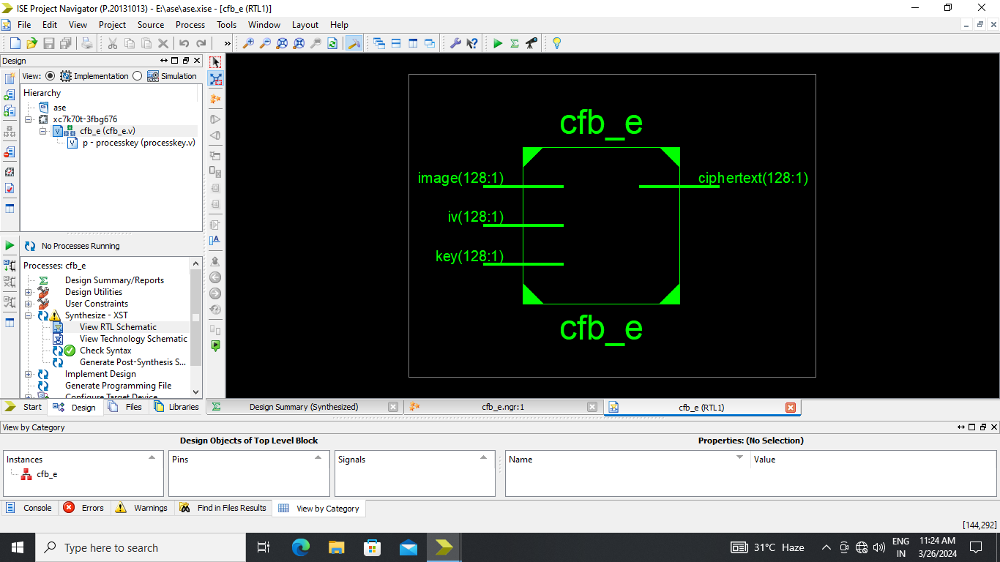 ISE Project Navigator (P.20131013) - E:\ase\ase.xise - [cfb_e (RTL1)]
File Edit View Project Source Process Tools Window Layout Help
Design
View: Implementation Simulation
Hierarchy
ase
xc7k70t-3fbg676
cfb_e (cfb_e.v)
p - processkey (processkey.v)
No Processes Running
Processes: cfb_e
Design Summary/Reports
Design Utilities
User Constraints
Synthesize - XST
View RTL Schematic
View Technology Schematic
Check Syntax
Generate Post-Synthesis S...
Implement Design
Generate Programming File
Configure Target Device
Start Design Files Libraries
cfb_e
image(128:1)
ciphertext(128:1)
iv(128:1)
key(128:1)
cfb_e
Design Summary (Synthesized) cfb_e.ngr:1 cfb_e (RTL1)
View by Category
Design Objects of Top Level Block
Properties: (No Selection)
Instances Pins Signals Name Value
cfb_e
Console Errors Warnings Find in Files Results View by Category
[144,292]
Type here to search
31°C Haze
ENG
IN
11:24 AM
3/26/2024